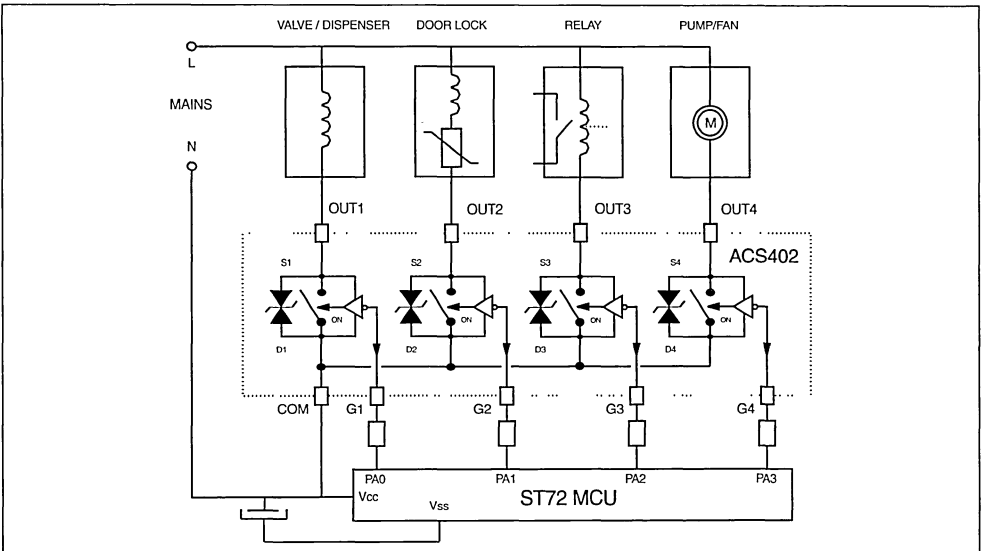 VALVE / DISPENSER DOOR LOCK RELAY PUMP/FAN
L
MAINS
M
N
OUT1 OUT2 OUT3 OUT4
ACS402
S1 S2 S3 S4
ON ON ON ON
D1 D2 D3 D4
COM G1 G2 G3 G4
PA0 PA1 PA2 PA3
Vcc
ST72 MCU
Vss